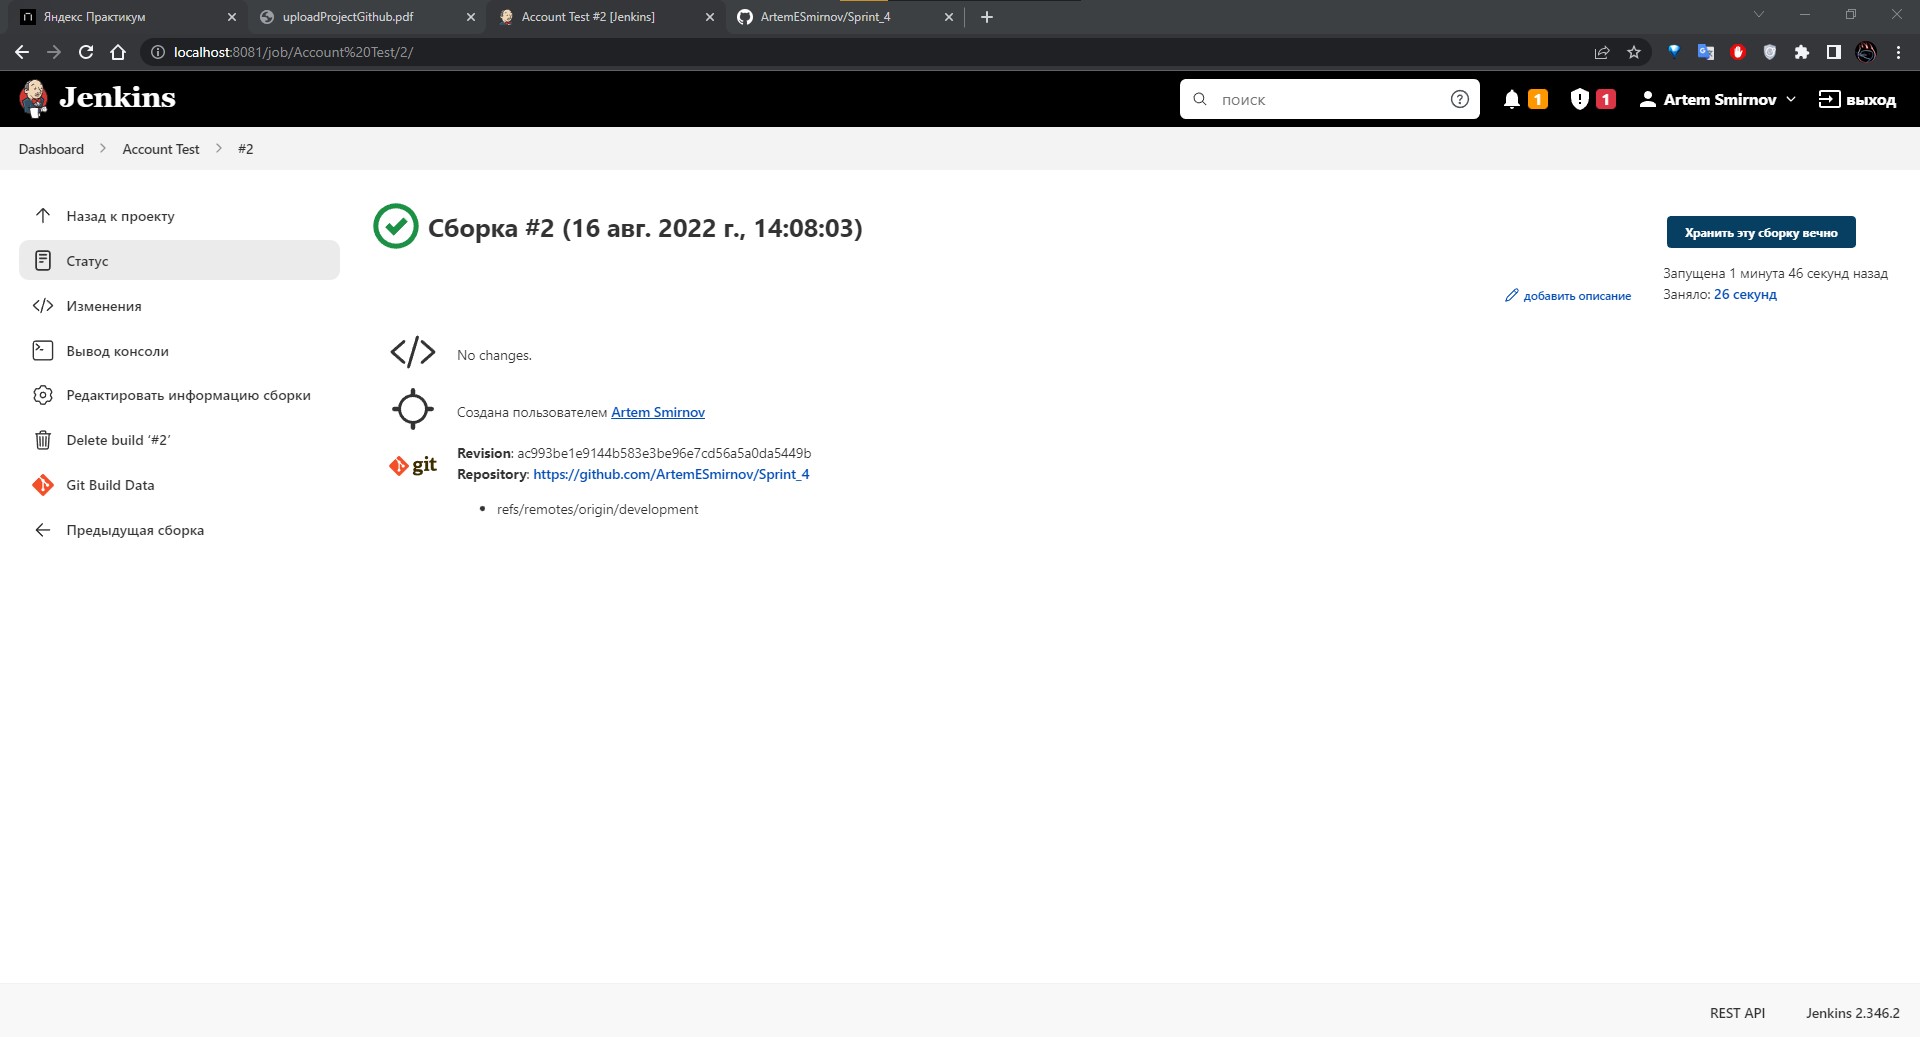 Яндекс Практикум
uploadProjectGithub.pdf
Account Test #2 [Jenkins]
ArtemESmirnov/Sprint_4
localhost:8081/job/Account%20Test/2/
Jenkins
поиск
1
1
Artem Smirnov
выход
Dashboard
Account Test
#2
Назад к проекту
Статус
Изменения
Вывод консоли
Редактировать информацию сборки
Delete build ‘#2’
Git Build Data
Предыдущая сборка
Сборка #2 (16 авг. 2022 г., 14:08:03)
Хранить эту сборку вечно
Запущена 1 минута 46 секунд назад
добавить описание
Заняло: 26 секунд
No changes.
Создана пользователем Artem Smirnov
git
Revision: ac993be1e9144b583e3be96e7cd56a5a0da5449b
Repository: https://github.com/ArtemESmirnov/Sprint_4
refs/remotes/origin/development
REST API
Jenkins 2.346.2